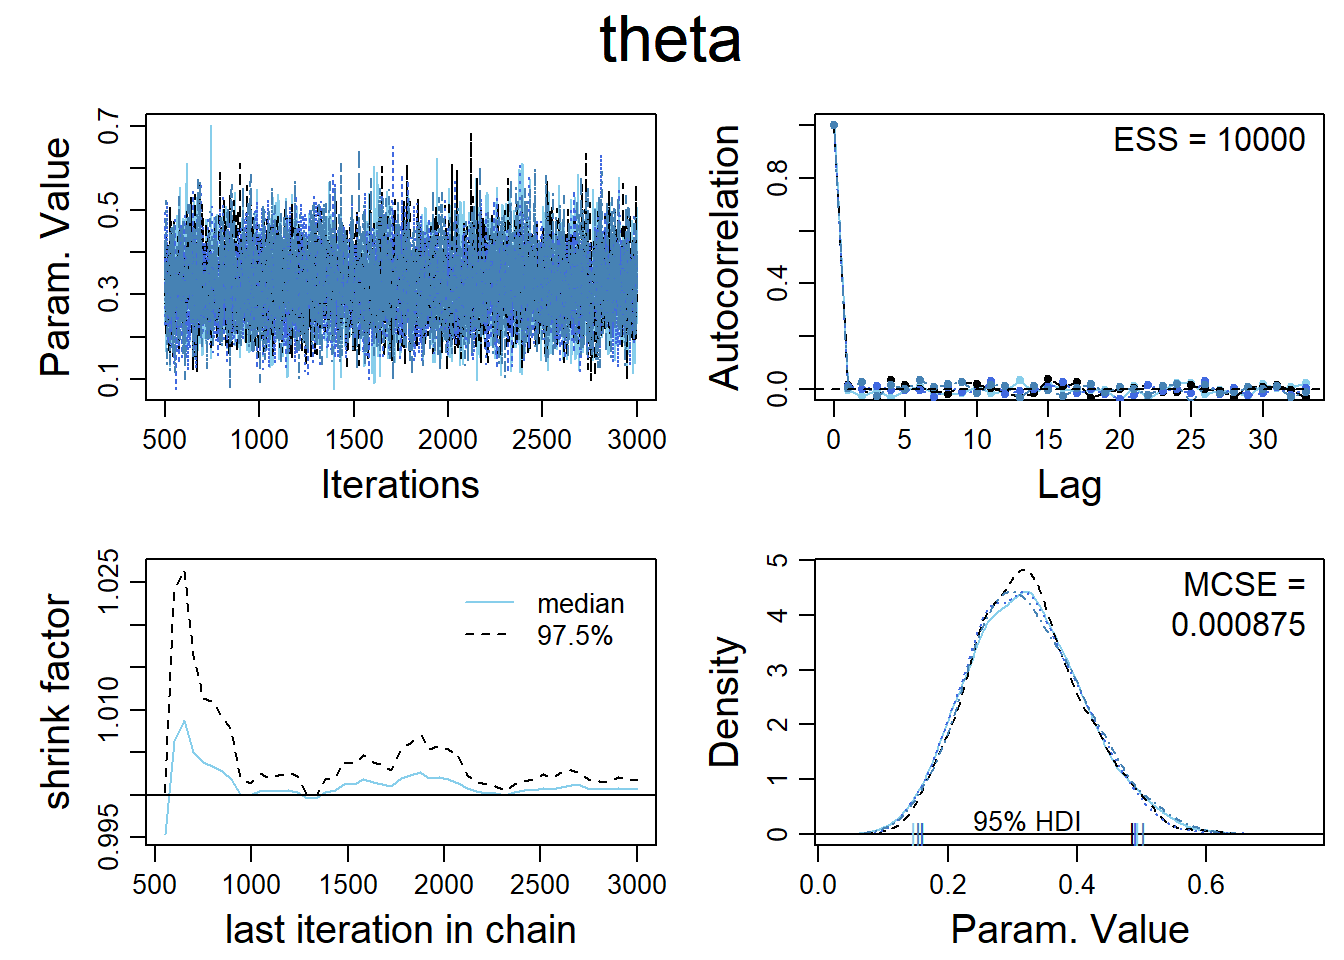 theta
Param. Value
0.1 0.3 0.5 0.7
500 1000 1500 2000 2500 3000
Iterations
ESS = 10000
Autocorrelation
0.0 0.4 0.8
0 5 10 15 20 25 30
Lag
median
97.5%
shrink factor
0.995 1.010 1.025
500 1000 1500 2000 2500 3000
last iteration in chain
MCSE =
0.000875
Density
0 1 2 3 4 5
95% HDI
0.0 0.2 0.4 0.6
Param. Value